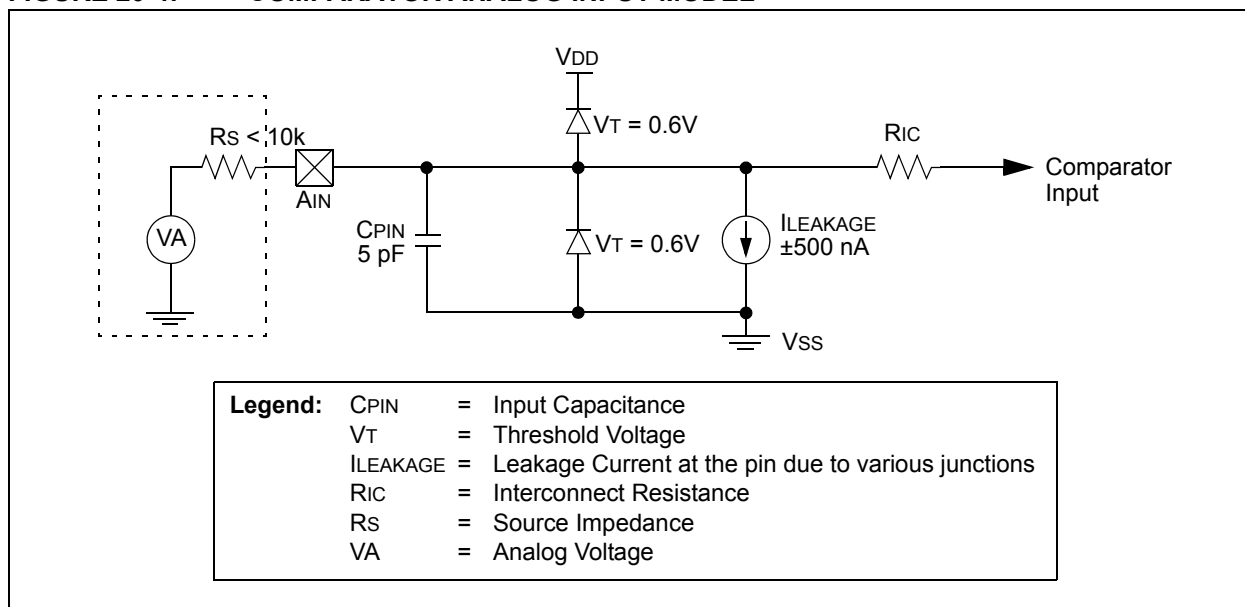 VDD
VT = 0.6V
RS < 10k
RIC
AIN
Comparator
Input
VA
CPIN
5 pF
VT = 0.6V
ILEAKAGE
±500 nA
VSS
Legend: CPIN = Input Capacitance
VT = Threshold Voltage
ILEAKAGE = Leakage Current at the pin due to various junctions
RIC = Interconnect Resistance
RS = Source Impedance
VA = Analog Voltage